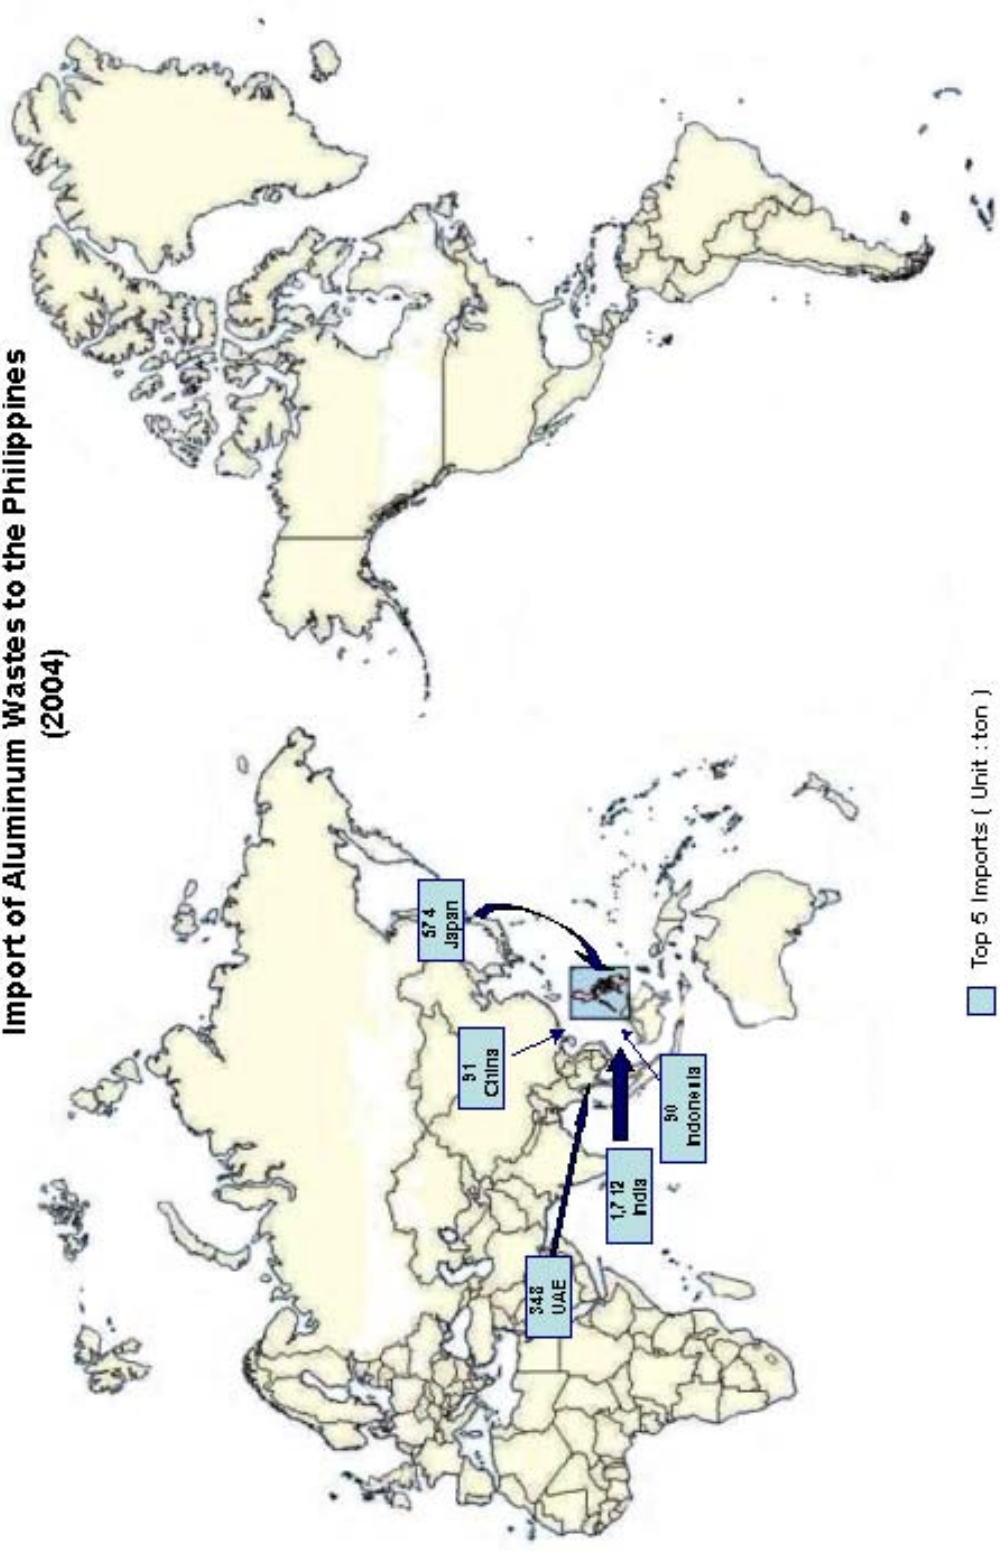 Import of Aluminum Wastes to the Philippines
(2004)
574
Japan
91
China
348
UAE
1,712
India
90
Indonesia
Top 5 Imports ( Unit : ton )